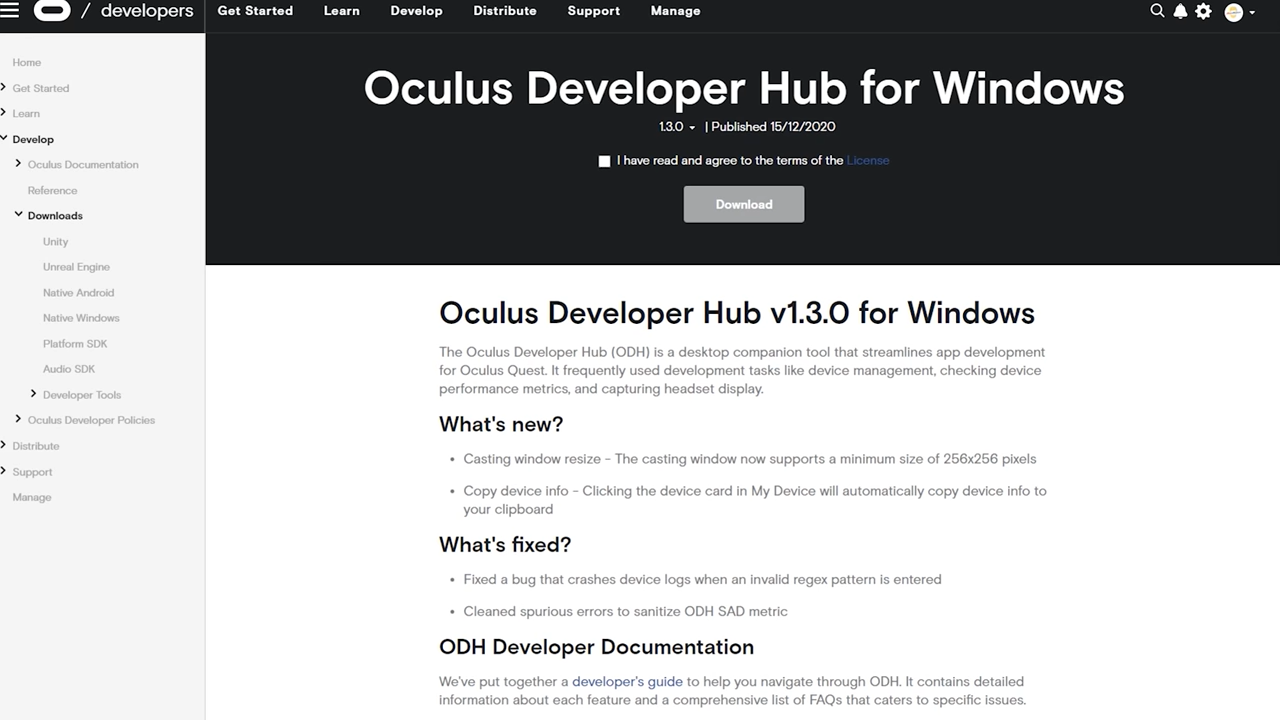 / developers
Get Started Learn Develop Distribute Support Manage
Home
Get Started
Learn
Develop
Oculus Documentation
Reference
Downloads
Unity
Unreal Engine
Native Android
Native Windows
Platform SDK
Audio SDK
Developer Tools
Oculus Developer Policies
Distribute
Support
Manage
Oculus Developer Hub for Windows
1.3.0 | Published 15/12/2020
I have read and agree to the terms of the License
Download
Oculus Developer Hub v1.3.0 for Windows
The Oculus Developer Hub (ODH) is a desktop companion tool that streamlines app development
for Oculus Quest. It frequently used development tasks like device management, checking device
performance metrics, and capturing headset display.
What's new?
• Casting window resize - The casting window now supports a minimum size of 256x256 pixels
• Copy device info - Clicking the device card in My Device will automatically copy device info to
your clipboard
What's fixed?
• Fixed a bug that crashes device logs when an invalid regex pattern is entered
• Cleaned spurious errors to sanitize ODH SAD metric
ODH Developer Documentation
We've put together a developer's guide to help you navigate through ODH. It contains detailed
information about each feature and a comprehensive list of FAQs that caters to specific issues.